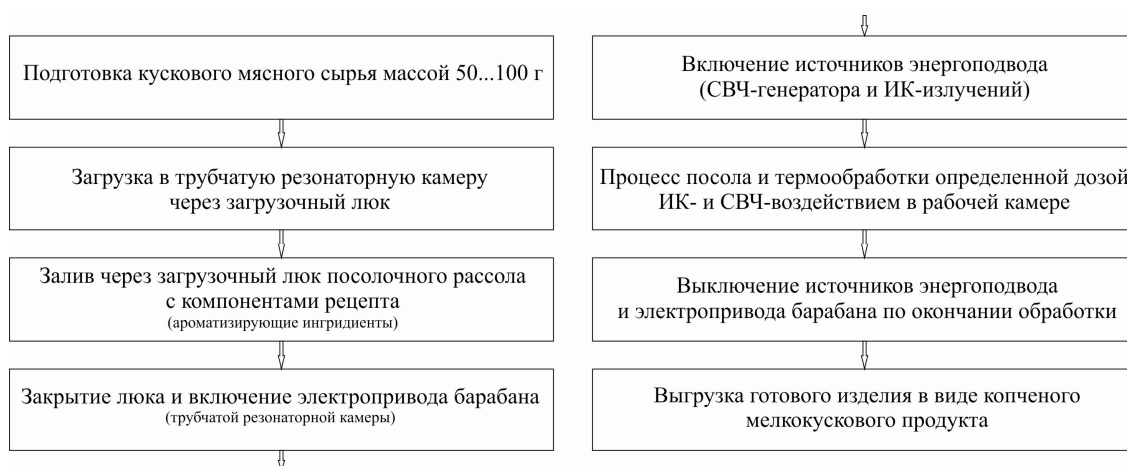 Подготовка кускового мясного сырья массой 50...100 г
Загрузка в трубчатую резонаторную камеру
через загрузочный люк
Залив через загрузочный люк посолочного рассола
с компонентами рецепта
(ароматизирующие ингридиенты)
Закрытие люка и включение электропривода барабана
(трубчатой резонаторной камеры)
Включение источников энергоподвода
(СВЧ-генератора и ИК-излучений)
Процесс посола и термообработки определенной дозой
ИК- и СВЧ-воздействием в рабочей камере
Выключение источников энергоподвода
и электропривода барабана по окончании обработки
Выгрузка готового изделия в виде копченого
мелкокускового продукта